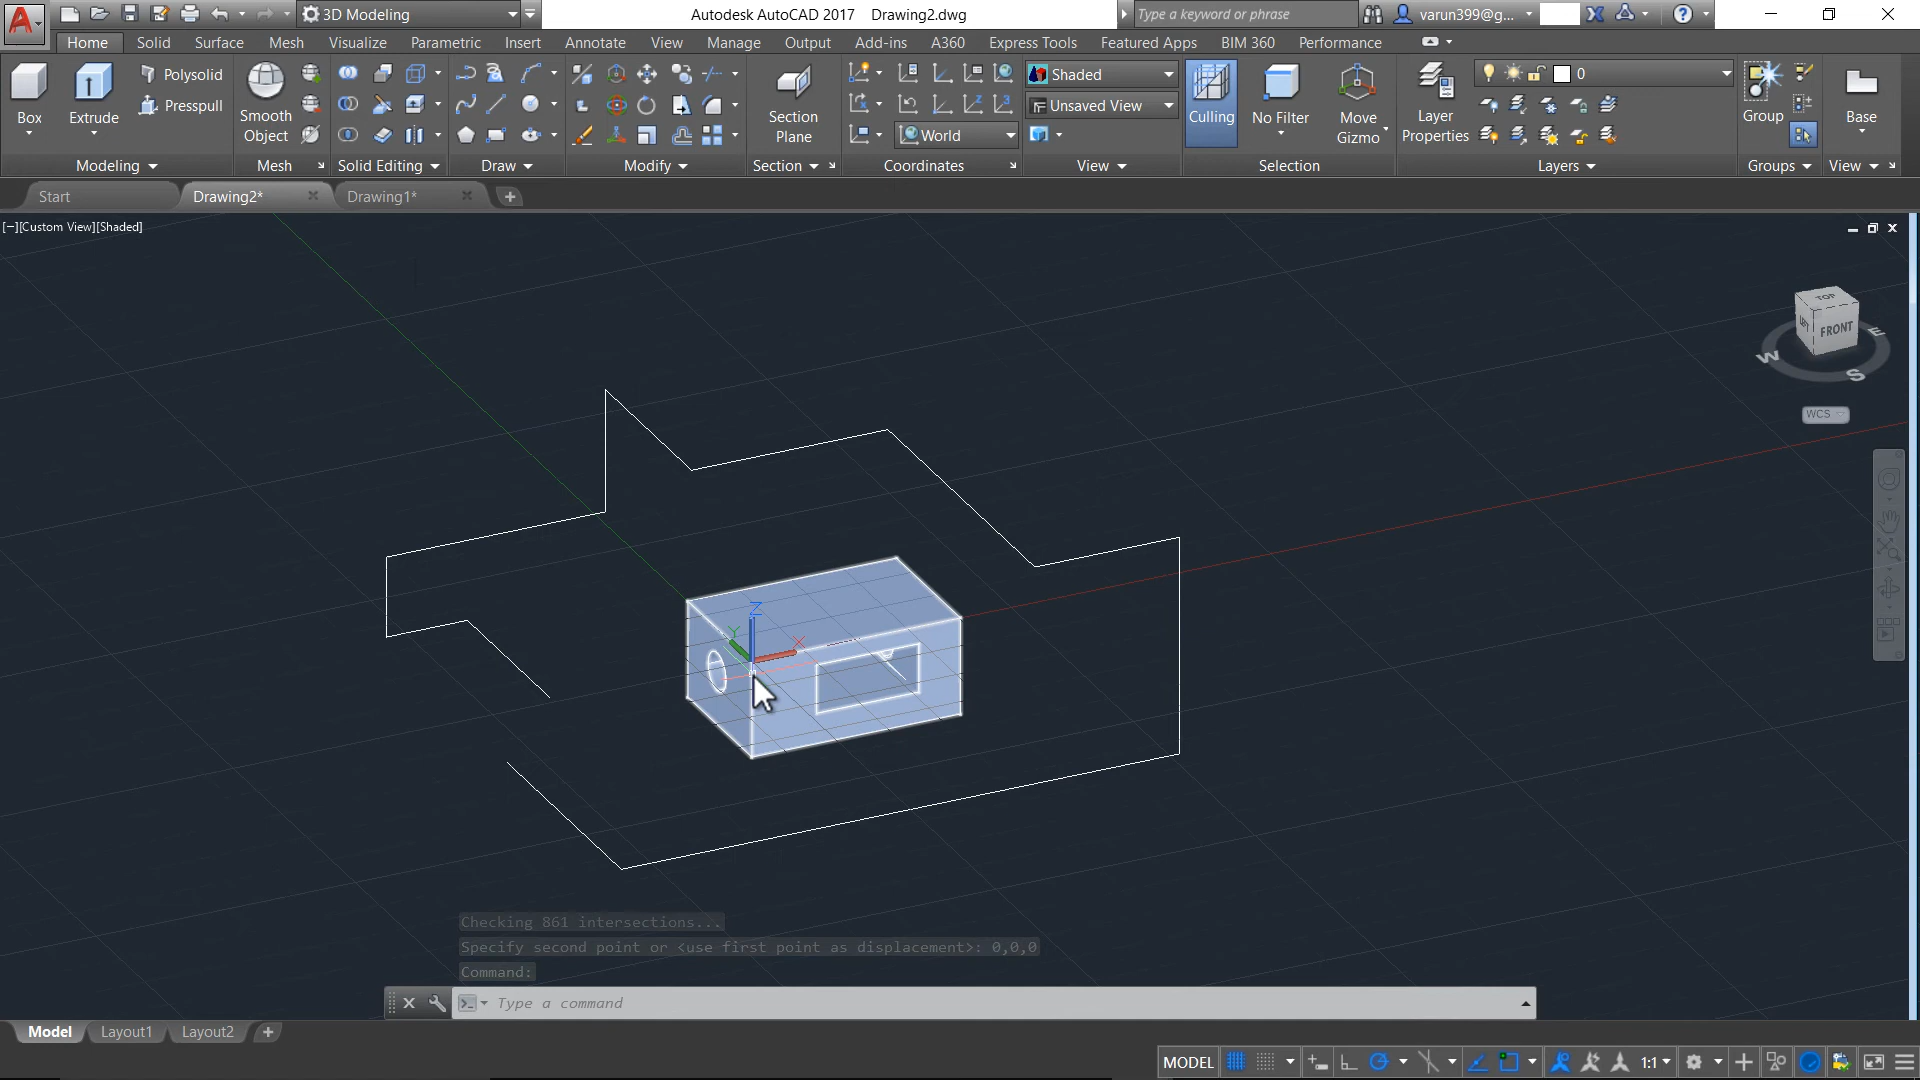 3D Modeling
Autodesk AutoCAD 2017 Drawing2.dwg
Type a keyword or phrase
varun399@g...
Home Solid Surface Mesh Visualize Parametric Insert Annotate View Manage Output Add-ins A360 Express Tools Featured Apps BIM 360 Performance
Box
Extrude
Polysolid
Presspull
Smooth
Object
Section
Plane
World
Shaded
Unsaved View
Culling
No Filter
Move
Gizmo
Layer
Properties
0
Group
Base
Modeling Mesh Solid Editing Draw Modify Section Coordinates View Selection Layers Groups View
Start Drawing2* Drawing1*
[−][Custom View][Shaded]
TOP
LEFT
FRONT
W
S
E
WCS
Z
Y
X
Checking 861 intersections...
Specify second point or <use first point as displacement>: 0,0,0
Command:
Type a command
Model Layout1 Layout2
MODEL
1:1